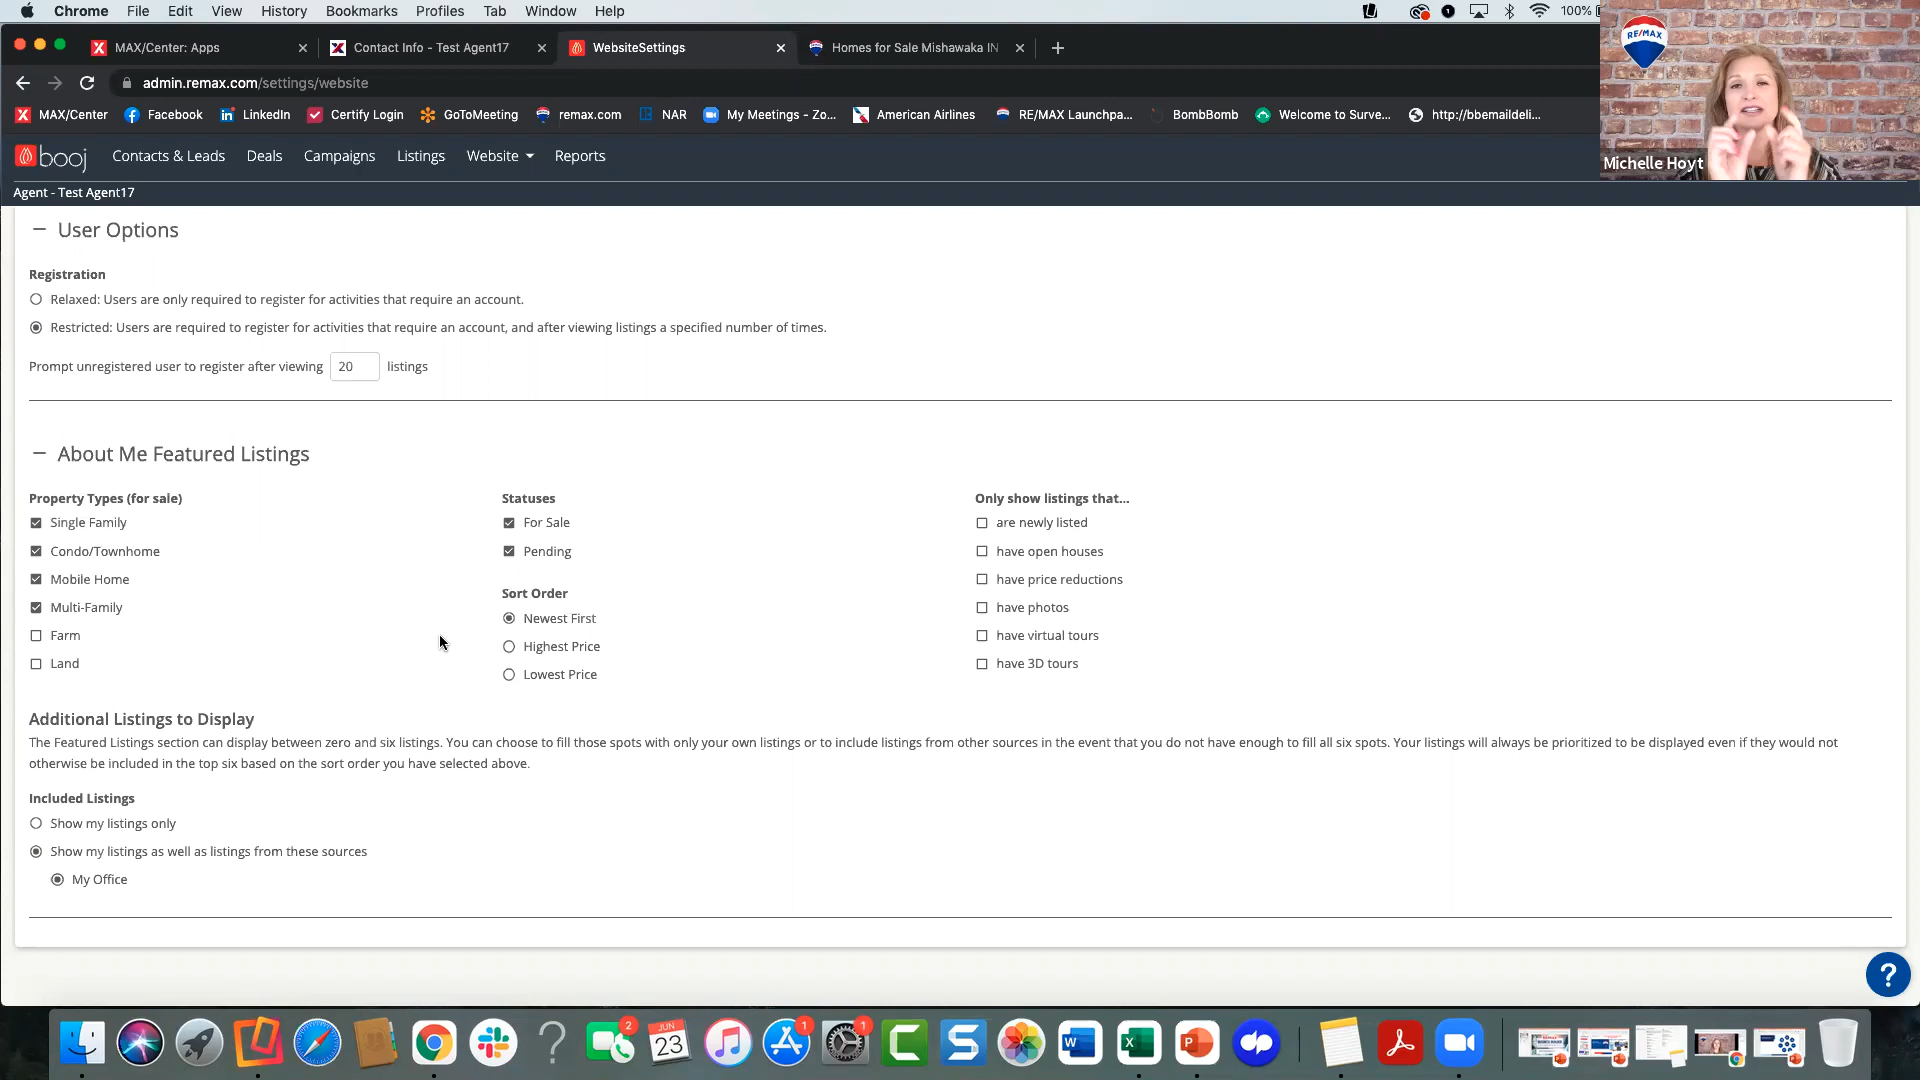 Chrome File Edit View History Bookmarks Profiles Tab Window Help 100%
MAX/Center: Apps
Contact Info - Test Agent17
WebsiteSettings
Homes for Sale Mishawaka IN
admin.remax.com/settings/website
MAX/Center Facebook LinkedIn Certify Login GoToMeeting remax.com NAR My Meetings - Zo... American Airlines RE/MAX Launchpa... BombBomb Welcome to Surve... http://bbemaildeli...
RE/MAX
Michelle Hoyt
booj Contacts & Leads Deals Campaigns Listings Website Reports
Agent - Test Agent17
User Options
Registration
Relaxed: Users are only required to register for activities that require an account.
Restricted: Users are required to register for activities that require an account, and after viewing listings a specified number of times.
Prompt unregistered user to register after viewing 20 listings
About Me Featured Listings
Property Types (for sale)
Single Family
Condo/Townhome
Mobile Home
Multi-Family
Farm
Land
Statuses
For Sale
Pending
Sort Order
Newest First
Highest Price
Lowest Price
Only show listings that...
are newly listed
have open houses
have price reductions
have photos
have virtual tours
have 3D tours
Additional Listings to Display
The Featured Listings section can display between zero and six listings. You can choose to fill those spots with only your own listings or to include listings from other sources in the event that you do not have enough to fill all six spots. Your listings will always be prioritized to be displayed even if they would not
otherwise be included in the top six based on the sort order you have selected above.
Included Listings
Show my listings only
Show my listings as well as listings from these sources
My Office
?
2
JUN
23
1
1